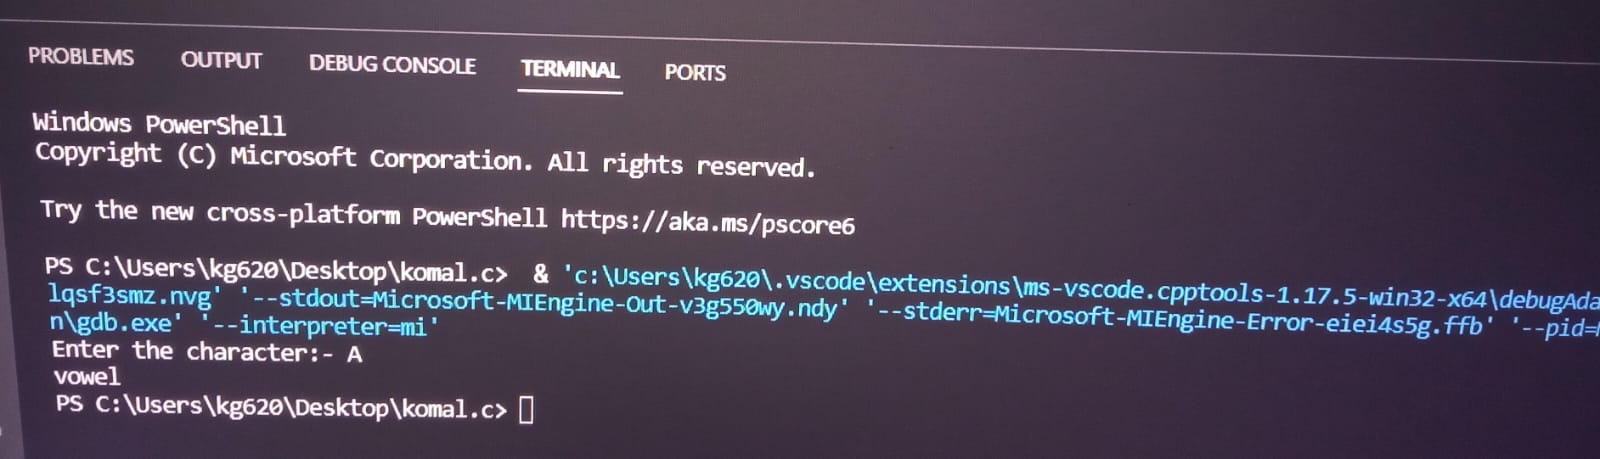 PROBLEMS OUTPUT DEBUG CONSOLE TERMINAL PORTS
Windows PowerShell
Copyright (C) Microsoft Corporation. All rights reserved.
Try the new cross-platform PowerShell https://aka.ms/pscore6
PS C:\Users\kg620\Desktop\komal.c> & 'c:\Users\kg620\.vscode\extensions\ms-vscode.cpptools-1.17.5-win32-x64\debugAda
lqsf3smz.nvg' '--stdout=Microsoft-MIEngine-Out-v3g550wy.ndy' '--stderr=Microsoft-MIEngine-Error-eiei4s5g.ffb' '--pid=
n\gdb.exe' '--interpreter=mi'
Enter the character:- A
vowel
PS C:\Users\kg620\Desktop\komal.c>